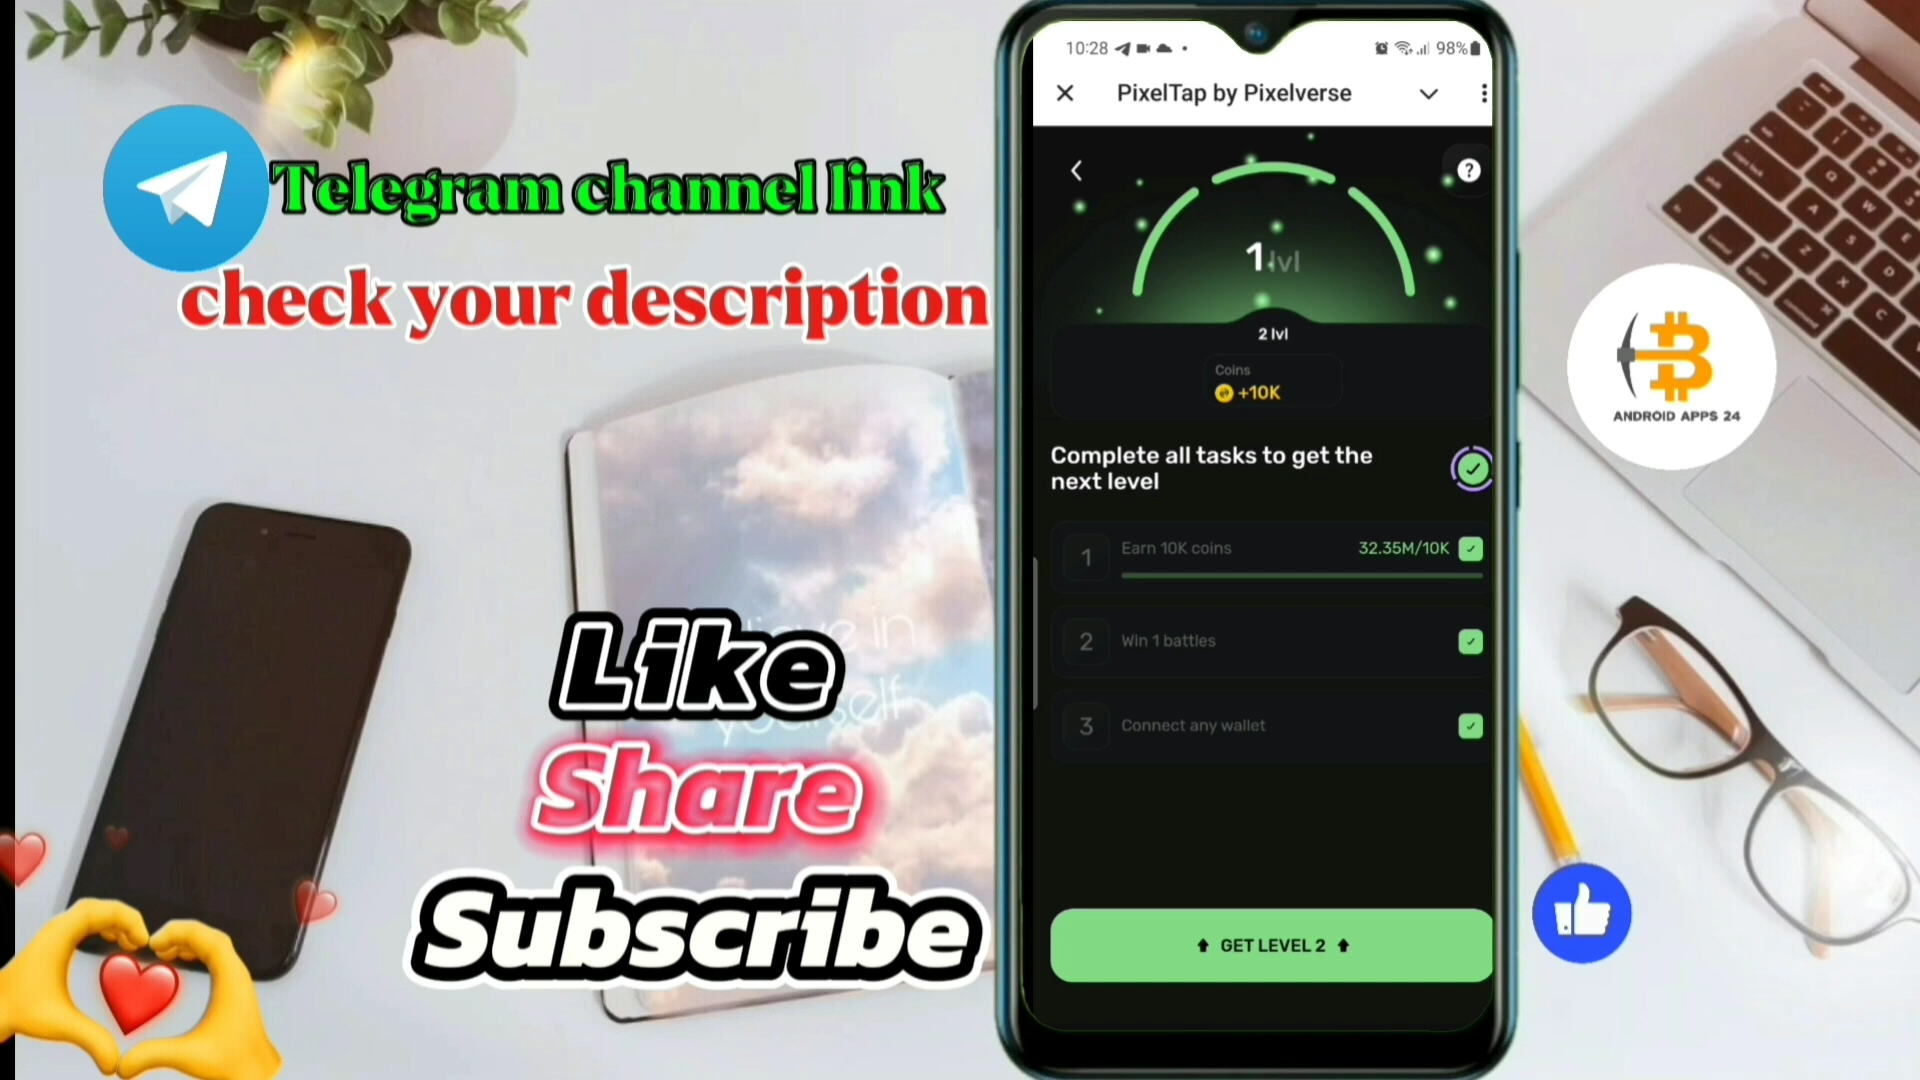 Telegram channel link
check your description
Like
Share
Subscribe
10:28
98%
PixelTap by Pixelverse
?
1 lvl
2 lvl
Coins
+10K
Complete all tasks to get the
next level
1 Earn 10K coins 32.35M/10K
2 Win 1 battles
3 Connect any wallet
GET LEVEL 2
ANDROID APPS 24